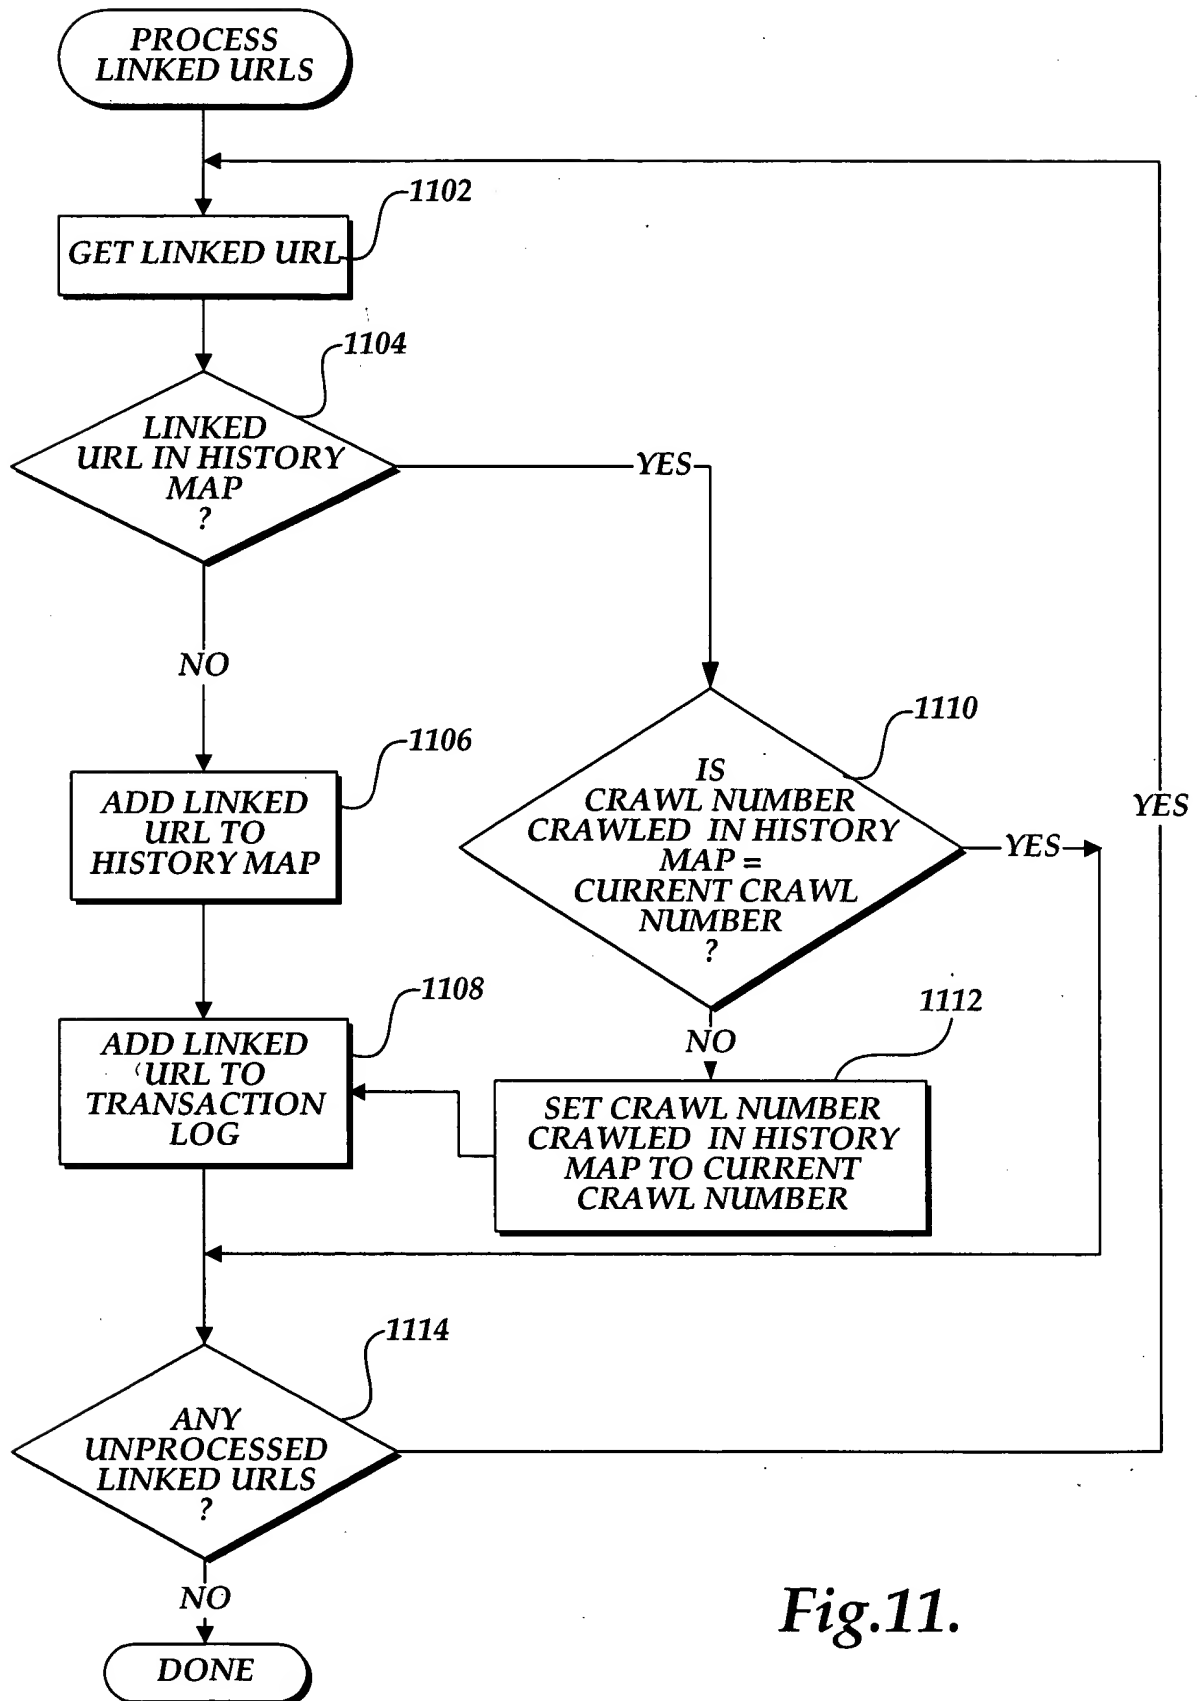 PROCESS
LINKED URLS
1102
GET LINKED URL
1104
LINKED
URL IN HISTORY
MAP
?
YES
NO
1106
ADD LINKED
URL TO
HISTORY MAP
1110
IS
CRAWL NUMBER
CRAWLED IN HISTORY
MAP =
CURRENT CRAWL
NUMBER
?
YES
YES
NO
1108
ADD LINKED
URL TO
TRANSACTION
LOG
1112
SET CRAWL NUMBER
CRAWLED IN HISTORY
MAP TO CURRENT
CRAWL NUMBER
1114
ANY
UNPROCESSED
LINKED URLS
?
NO
DONE
Fig.11.